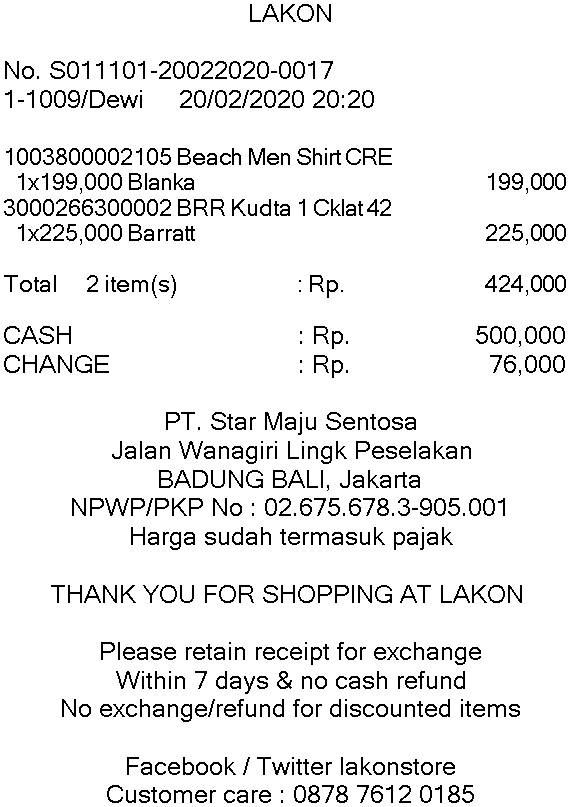 LAKON
No. S011101-20022020-0017
1-1009/Dewi 20/02/2020 20:20
1003800002105 Beach Men Shirt CRE
1x199,000 Blanka 199,000
3000266300002 BRR Kudta 1 Cklat 42
1x225,000 Barratt 225,000
Total 2 item(s) : Rp. 424,000
CASH : Rp. 500,000
CHANGE : Rp. 76,000
PT. Star Maju Sentosa
Jalan Wanagiri Lingk Peselakan
BADUNG BALI, Jakarta
NPWP/PKP No : 02.675.678.3-905.001
Harga sudah termasuk pajak
THANK YOU FOR SHOPPING AT LAKON
Please retain receipt for exchange
Within 7 days & no cash refund
No exchange/refund for discounted items
Facebook / Twitter lakonstore
Customer care : 0878 7612 0185